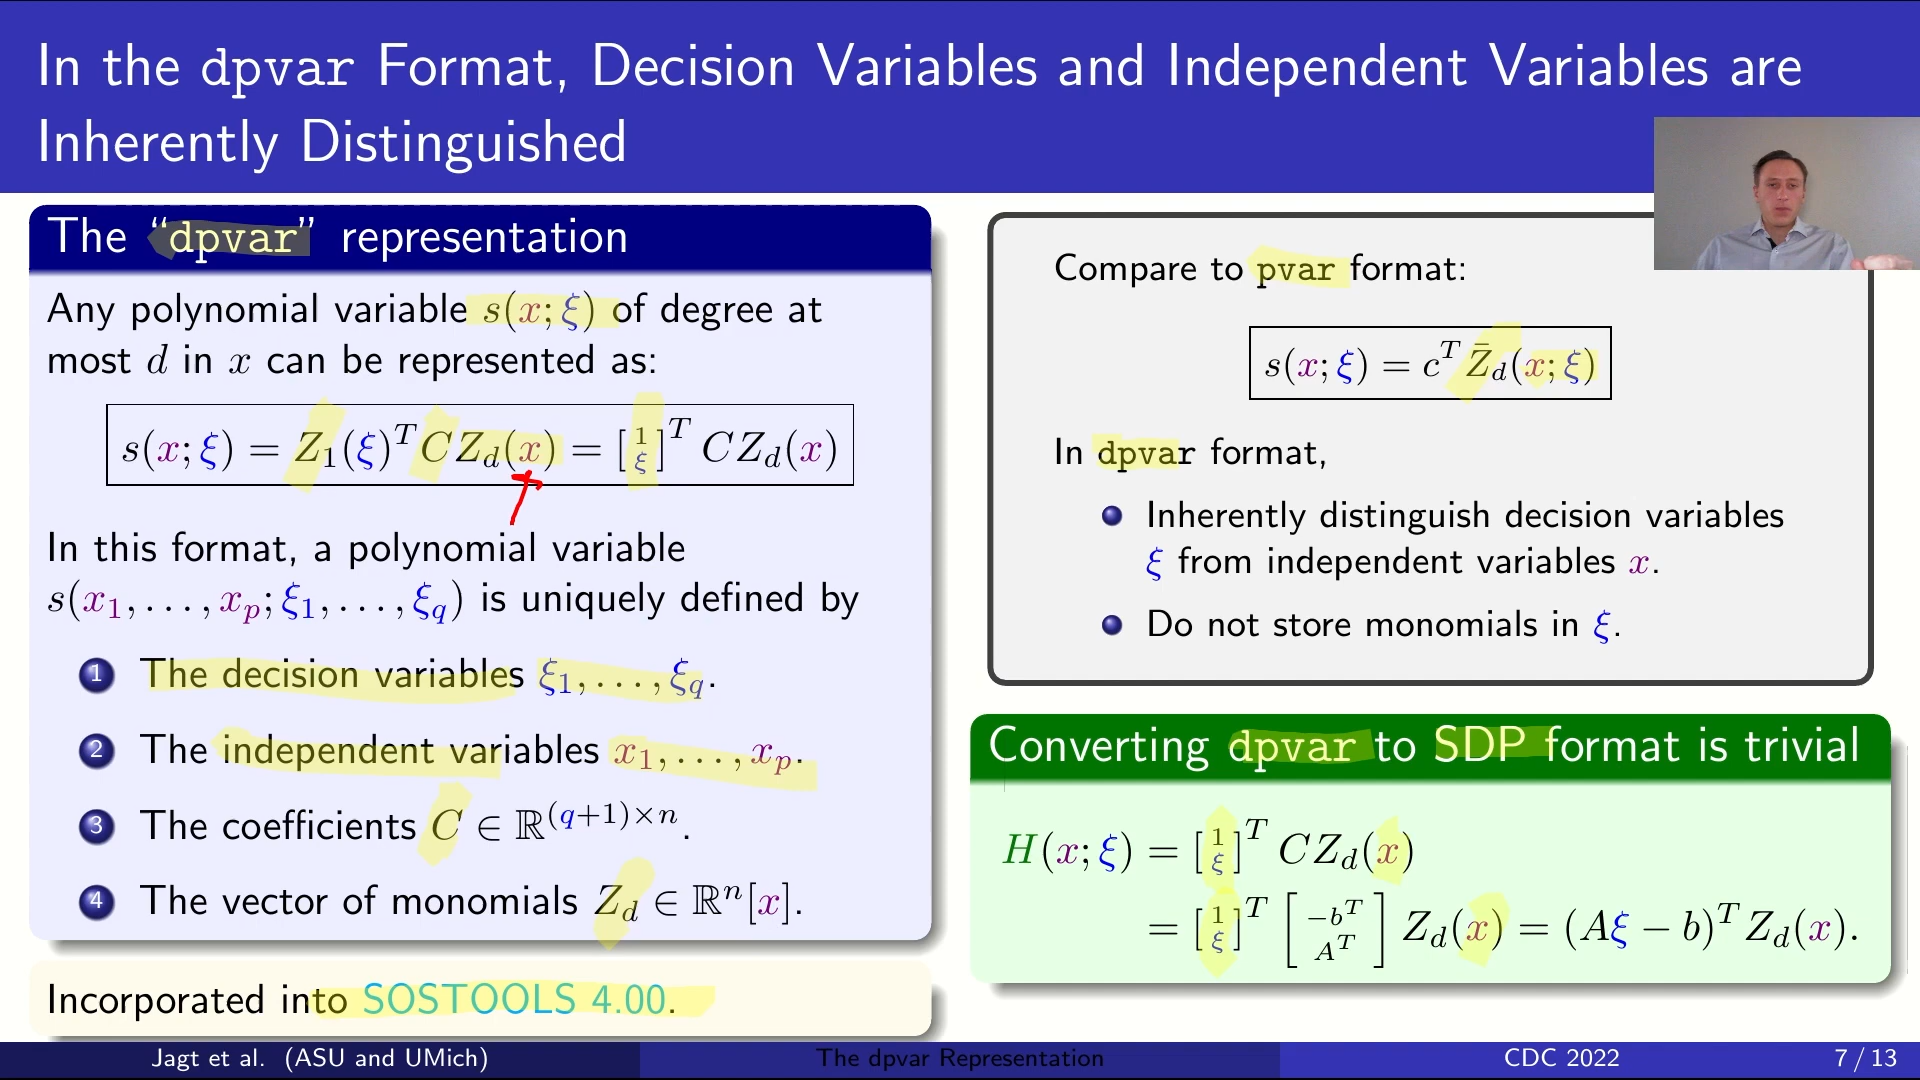 In the dpvar Format, Decision Variables and Independent Variables are
Inherently Distinguished
The “dpvar” representation
Any polynomial variable s(x; ξ) of degree at
most d in x can be represented as:
s(x; ξ) = Z₁(ξ)ᵀ C Z_d(x) = [1 ξ]ᵀ C Z_d(x)
In this format, a polynomial variable
s(x₁, . . . , x_p; ξ₁, . . . , ξ_q) is uniquely defined by
1 The decision variables ξ₁, . . . , ξ_q.
2 The independent variables x₁, . . . , x_p.
3 The coefficients C ∈ ℝ^{(q+1)×n}.
4 The vector of monomials Z_d ∈ ℝⁿ[x].
Incorporated into SOSTOOLS 4.00.
Compare to pvar format:
s(x; ξ) = cᵀ Z̄_d(x; ξ)
In dpvar format,
Inherently distinguish decision variables
ξ from independent variables x.
Do not store monomials in ξ.
Converting dpvar to SDP format is trivial
H(x; ξ) = [1 ξ]ᵀ C Z_d(x)
= [1 ξ]ᵀ [−bᵀ Aᵀ] Z_d(x) = (Aξ − b)ᵀ Z_d(x).
Jagt et al. (ASU and UMich)
The dpvar Representation
CDC 2022
7 / 13